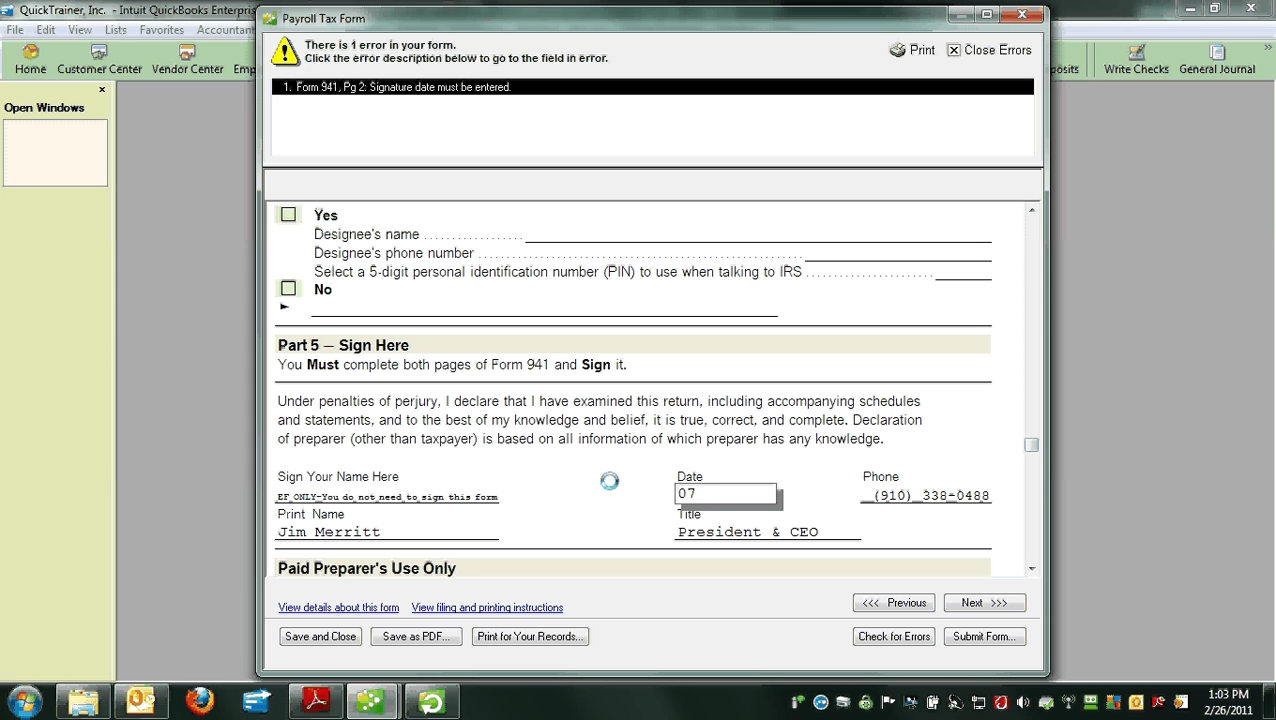 QuickTrainer, Inc, Intuit QuickBooks Enterpri
File Edit View Lists Favorites Accountan
Home Customer Center Vendor Center Emp
Open Windows
Payroll Tax Form
There is 1 error in your form.
Click the error description below to go to the field in error.
Print Close Errors
1. Form 941, Pg 2: Signature date must be entered.
posits Write Checks General Journal
Yes
Designee's name
Designee's phone number
Select a 5-digit personal identification number (PIN) to use when talking to IRS
No
Part 5 – Sign Here
You Must complete both pages of Form 941 and Sign it.
Under penalties of perjury, I declare that I have examined this return, including accompanying schedules
and statements, and to the best of my knowledge and belief, it is true, correct, and complete. Declaration
of preparer (other than taxpayer) is based on all information of which preparer has any knowledge.
Sign Your Name Here Date Phone
EF ONLY-You do not need to sign this form 07 (910) 338-0488
Print Name Title
Jim Merritt President & CEO
Paid Preparer's Use Only
View details about this form View filing and printing instructions
<<< Previous Next >>>
Save and Close Save as PDF... Print for Your Records... Check for Errors Submit Form...
1:03 PM
2/26/2011